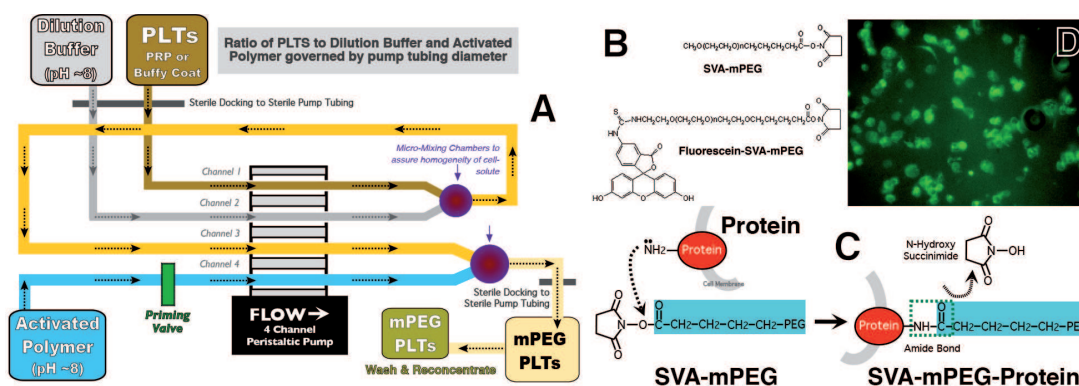 Dilution
Buffer
(pH ~8)
PLTs
PRP or
Buffy Coat
Ratio of PLTS to Dilution Buffer and Activated
Polymer governed by pump tubing diameter
Sterile Docking to Sterile Pump Tubing
A
Micro-Mixing Chambers to
assure homogeneity of cell-
solute
Channel 1
Channel 2
Channel 3
Channel 4
Sterile Docking to
Sterile Pump Tubing
Priming
Valve
FLOW→
4 Channel
Peristaltic Pump
Activated
Polymer
(pH ~8)
mPEG
PLTs
Wash & Reconcentrate
mPEG
PLTs
B
SVA-mPEG
Fluorescein-SVA-mPEG
D
Protein
NH2
Protein
Cell Membrane
C
N-Hydroxy
Succinimide
O-C-CH2-CH2-CH2-CH2-PEG
SVA-mPEG
Protein
NH-C-CH2-CH2-CH2-CH2-PE
Amide Bond
SVA-mPEG-Protein